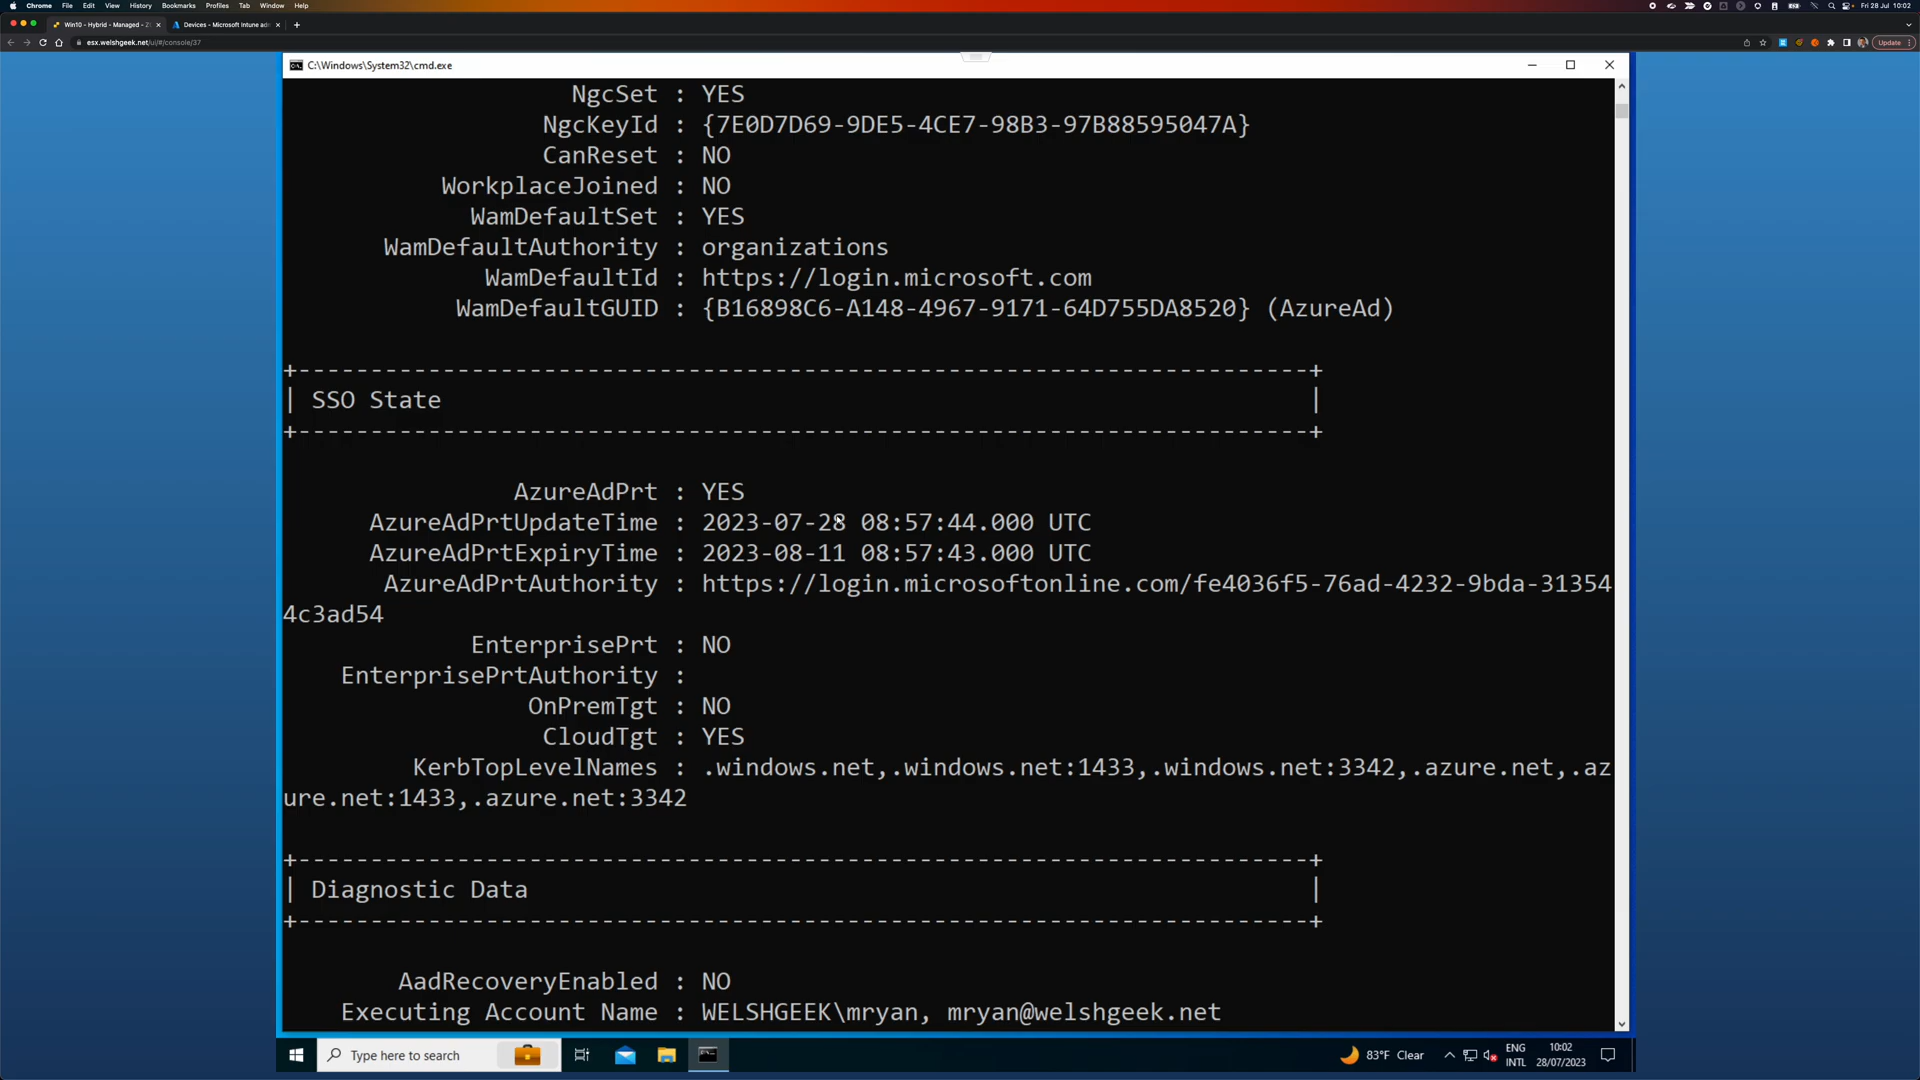 Chrome File Edit View History Bookmarks Profiles Tab Window Help Fri 28 Jul 10:02
Win10 - Hybrid - Managed - Z Devices - Microsoft Intune ad
esx.welshgeek.net/ui/#/console/37 Update
C:\Windows\System32\cmd.exe
NgcSet : YES
NgcKeyId : {7E0D7D69-9DE5-4CE7-98B3-97B88595047A}
CanReset : NO
WorkplaceJoined : NO
WamDefaultSet : YES
WamDefaultAuthority : organizations
WamDefaultId : https://login.microsoft.com
WamDefaultGUID : {B16898C6-A148-4967-9171-64D755DA8520} (AzureAd)
+----------------------------------------------------------------------+
| SSO State |
+----------------------------------------------------------------------+
AzureAdPrt : YES
AzureAdPrtUpdateTime : 2023-07-28 08:57:44.000 UTC
AzureAdPrtExpiryTime : 2023-08-11 08:57:43.000 UTC
AzureAdPrtAuthority : https://login.microsoftonline.com/fe4036f5-76ad-4232-9bda-31354
4c3ad54
EnterprisePrt : NO
EnterprisePrtAuthority :
OnPremTgt : NO
CloudTgt : YES
KerbTopLevelNames : .windows.net,.windows.net:1433,.windows.net:3342,.azure.net,.az
ure.net:1433,.azure.net:3342
+----------------------------------------------------------------------+
| Diagnostic Data |
+----------------------------------------------------------------------+
AadRecoveryEnabled : NO
Executing Account Name : WELSHGEEK\mryan, mryan@welshgeek.net
Type here to search 83°F Clear ENG 10:02
INTL 28/07/2023